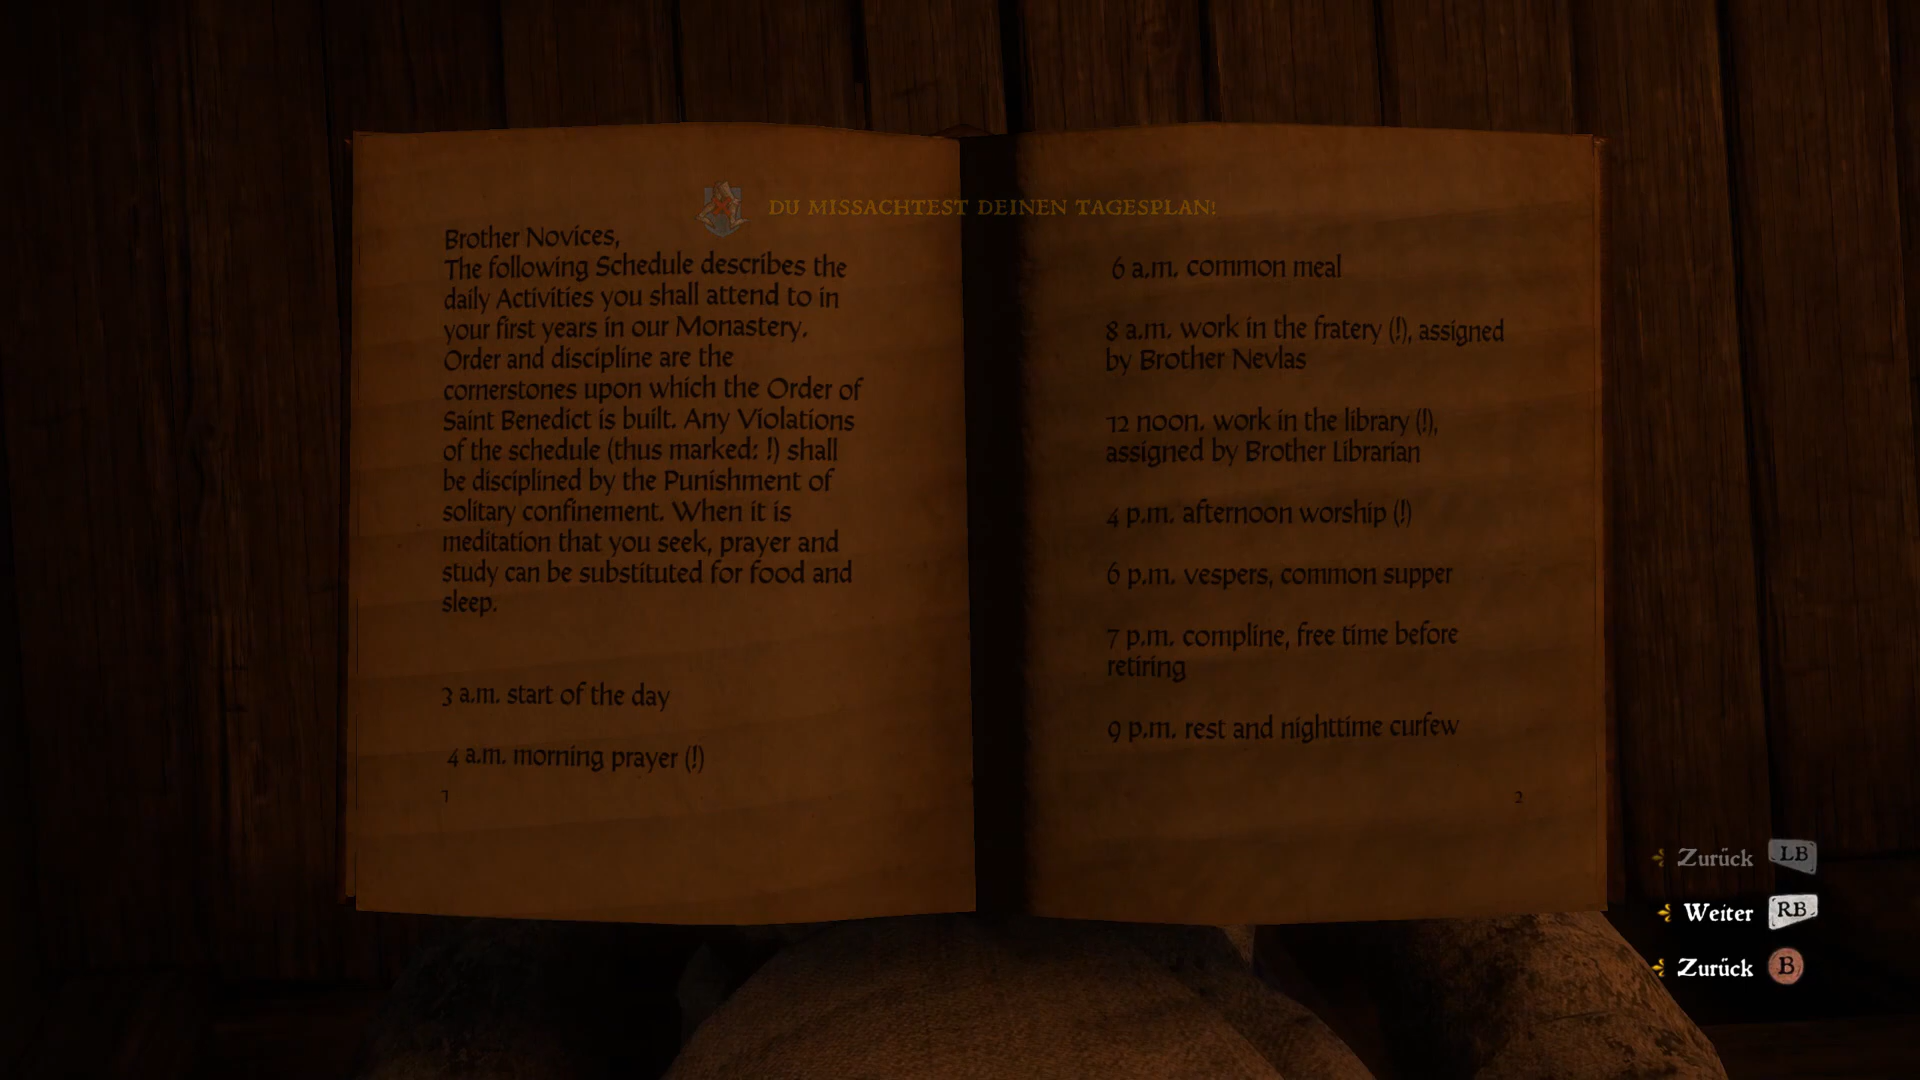 DU MISSACHTEST DEINEN TAGESPLAN!
Brother Novices,
The following Schedule describes the
daily Activities you shall attend to in
your first years in our Monastery.
Order and discipline are the
cornerstones upon which the Order of
Saint Benedict is built. Any Violations
of the schedule (thus marked: !) shall
be disciplined by the Punishment of
solitary confinement. When it is
meditation that you seek, prayer and
study can be substituted for food and
sleep.
3 a.m. start of the day
4 a.m. morning prayer (!)
1
6 a.m. common meal
8 a.m. work in the fratery (!), assigned
by Brother Nevlas
12 noon. work in the library (!),
assigned by Brother Librarian
4 p.m. afternoon worship (!)
6 p.m. vespers, common supper
7 p.m. compline, free time before
retiring
9 p.m. rest and nighttime curfew
2
Zurück LB
Weiter RB
Zurück B